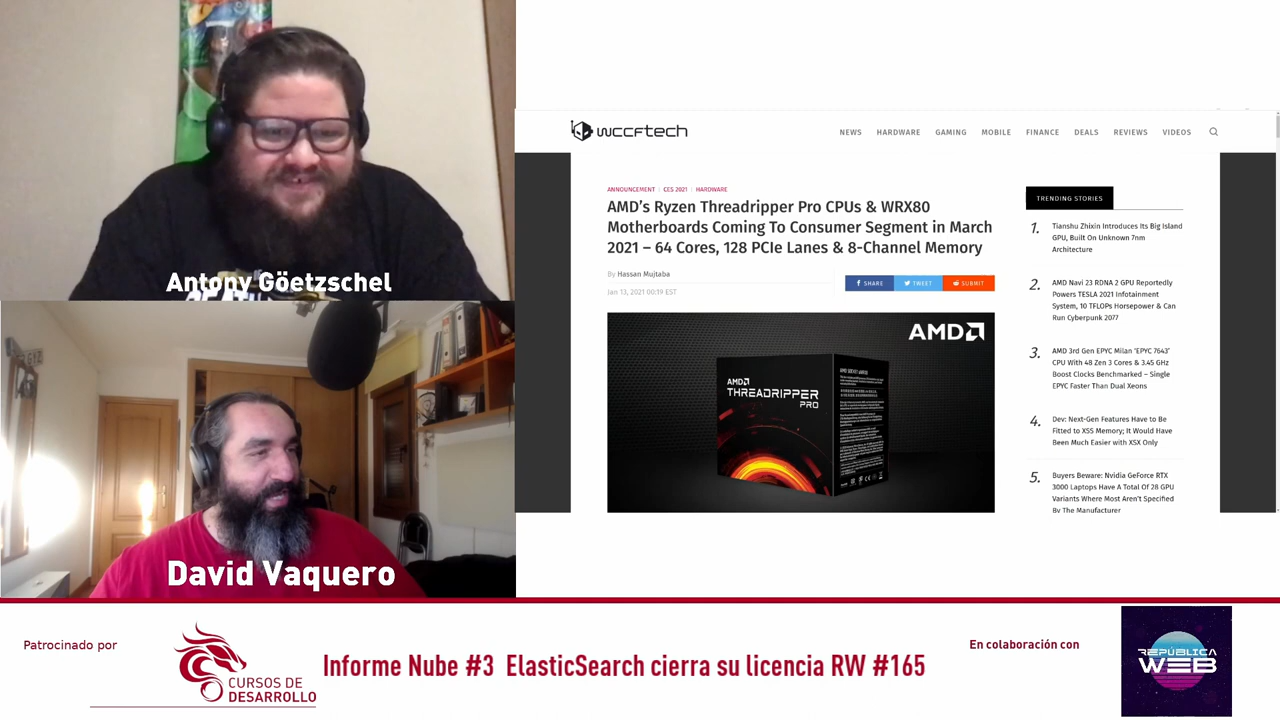 Antony Göetzschel
David Vaquero
WCCFTECH
NEWS HARDWARE GAMING MOBILE FINANCE DEALS REVIEWS VIDEOS
ANNOUNCEMENT CES 2021 HARDWARE
AMD's Ryzen Threadripper Pro CPUs & WRX80
Motherboards Coming To Consumer Segment in March
2021 – 64 Cores, 128 PCIe Lanes & 8-Channel Memory
By Hassan Mujtaba
Jan 13, 2021 00:19 EST
SHARE TWEET SUBMIT
AMD
AMD
THREADRIPPER
PRO
TRENDING STORIES
1. Tianshu Zhixin Introduces Its Big Island
GPU, Built On Unknown 7nm
Architecture
2. AMD Navi 23 RDNA 2 GPU Reportedly
Powers TESLA 2021 Infotainment
System, 10 TFLOPs Horsepower & Can
Run Cyberpunk 2077
3. AMD 3rd Gen EPYC Milan 'EPYC 7643'
CPU With 48 Zen 3 Cores & 3.45 GHz
Boost Clocks Benchmarked – Single
EPYC Faster Than Dual Xeons
4. Dev: Next-Gen Features Have to Be
Fitted to XSS Memory; It Would Have
Been Much Easier with XSX Only
5. Buyers Beware: Nvidia GeForce RTX
3000 Laptops Have A Total Of 28 GPU
Variants Where Most Aren't Specified
By The Manufacturer
Patrocinado por
CURSOS DE
DESARROLLO
Informe Nube #3 ElasticSearch cierra su licencia RW #165
En colaboración con
REPÚBLICA
WEB